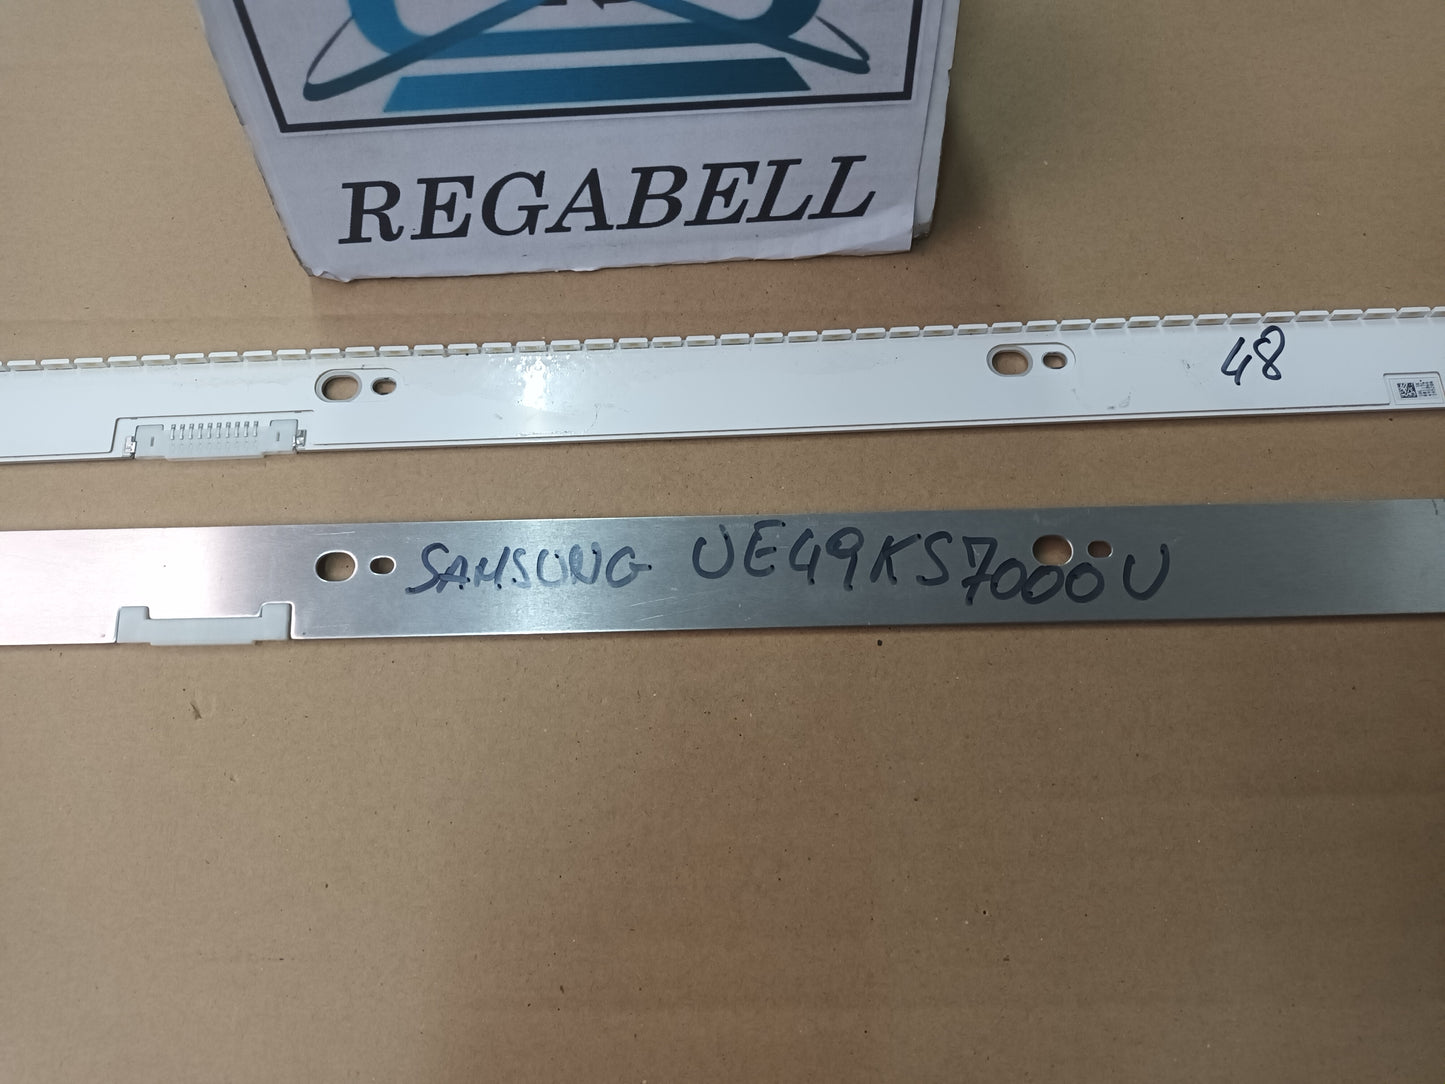 REGABELL
48
SAMSUNG UE49KS7000U